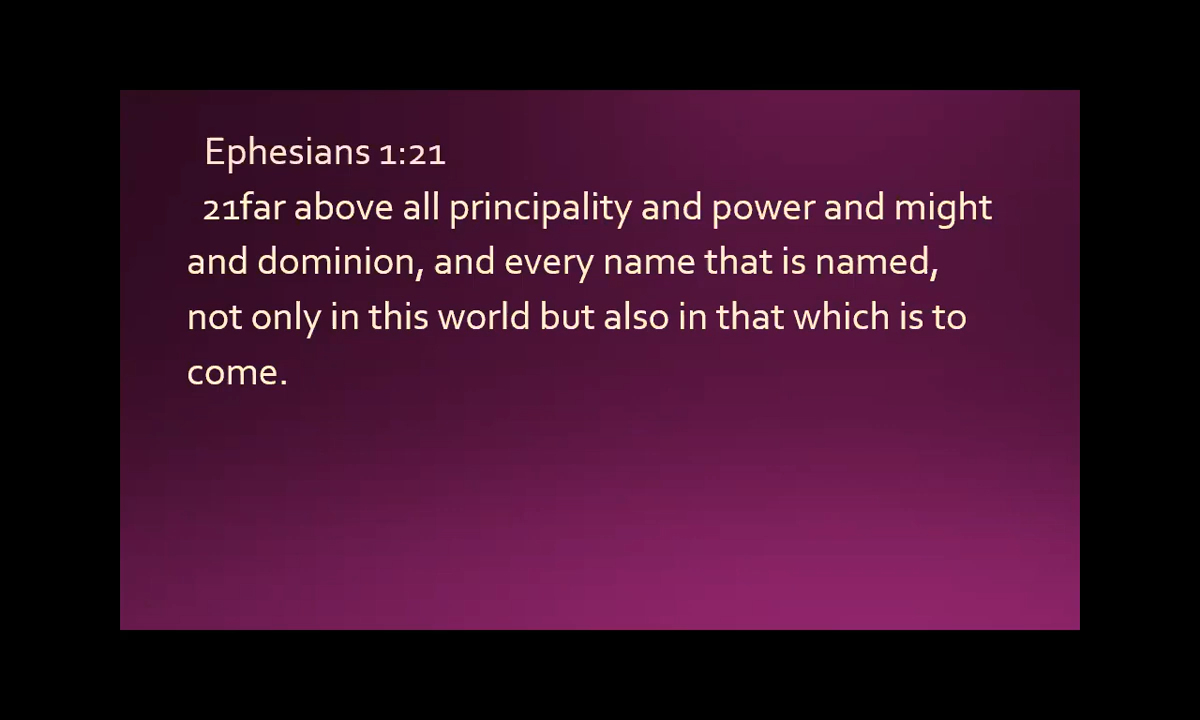 Ephesians 1:21
21far above all principality and power and might
and dominion, and every name that is named,
not only in this world but also in that which is to
come.